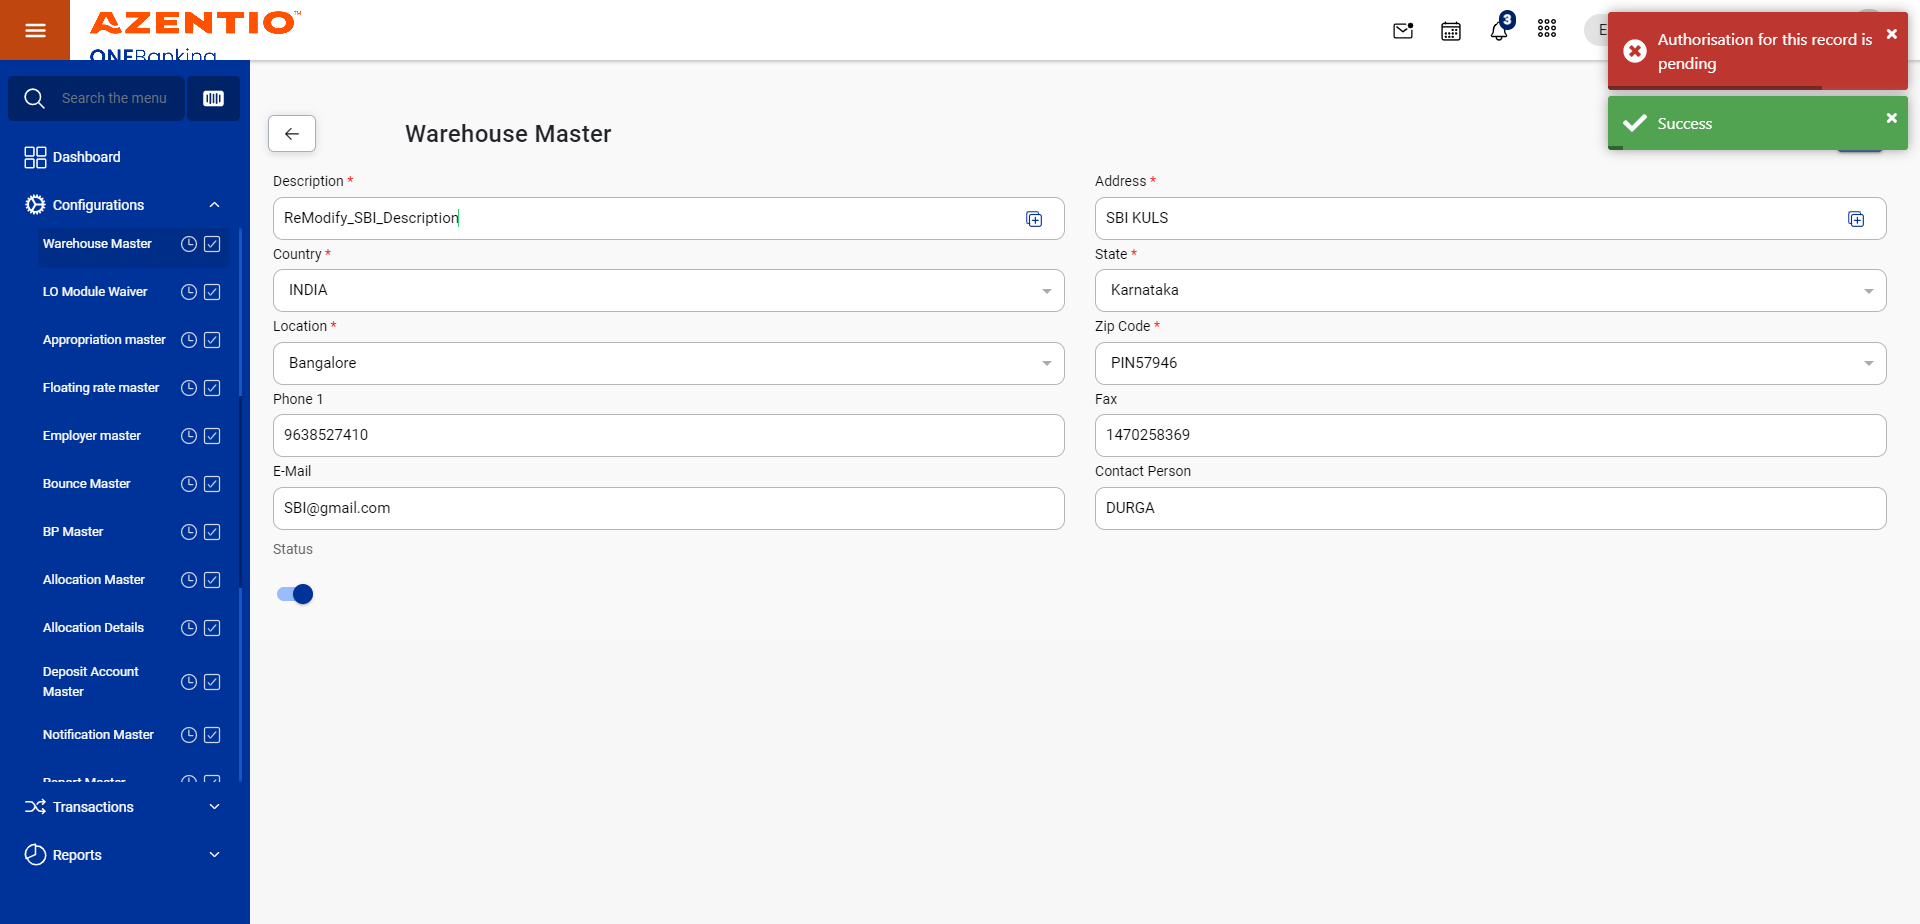 AZENTIO™
ONEBanking
3
E
Authorisation for this record is
pending
Success
Search the menu
Dashboard
Configurations
Warehouse Master
LO Module Waiver
Appropriation master
Floating rate master
Employer master
Bounce Master
BP Master
Allocation Master
Allocation Details
Deposit Account
Master
Notification Master
Report Master
Transactions
Reports
Warehouse Master
Description *
ReModify_SBI_Description
Address *
SBI KULS
Country *
INDIA
State *
Karnataka
Location *
Bangalore
Zip Code *
PIN57946
Phone 1
9638527410
Fax
1470258369
E-Mail
SBI@gmail.com
Contact Person
DURGA
Status